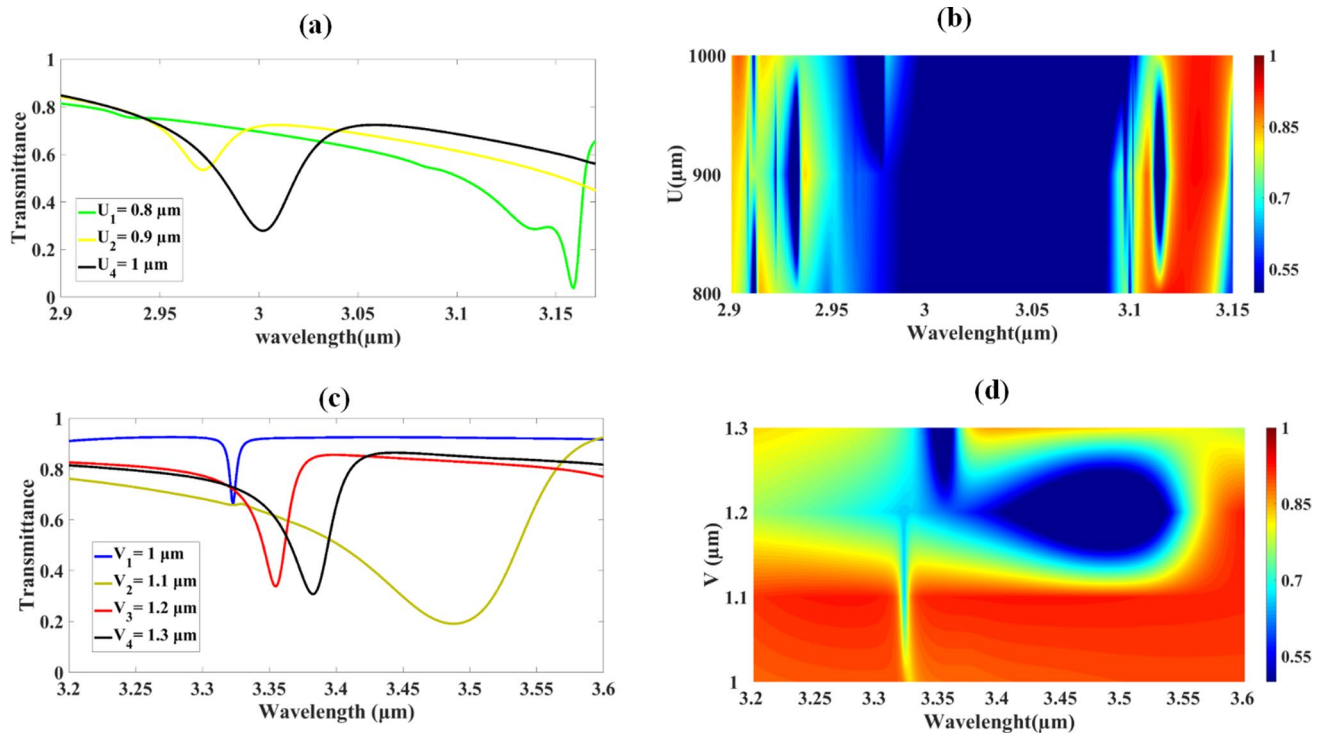 (a)
1
0.8
0.6
0.4
0.2
0
Transmittance
U1= 0.8 µm
U2= 0.9 µm
U4= 1 µm
2.9 2.95 3 3.05 3.1 3.15
wavelength(µm)
(b)
1000
900
800
U(µm)
2.9 2.95 3 3.05 3.1 3.15
Wavelenght(µm)
1
0.85
0.7
0.55
(c)
1
0.8
0.6
0.4
0.2
0
Transmittance
V1= 1 µm
V2= 1.1 µm
V3= 1.2 µm
V4= 1.3 µm
3.2 3.25 3.3 3.35 3.4 3.45 3.5 3.55 3.6
Wavelength (µm)
(d)
1.3
1.2
1.1
1
V (µm)
3.2 3.25 3.3 3.35 3.4 3.45 3.5 3.55 3.6
Wavelenght(µm)
1
0.85
0.7
0.55